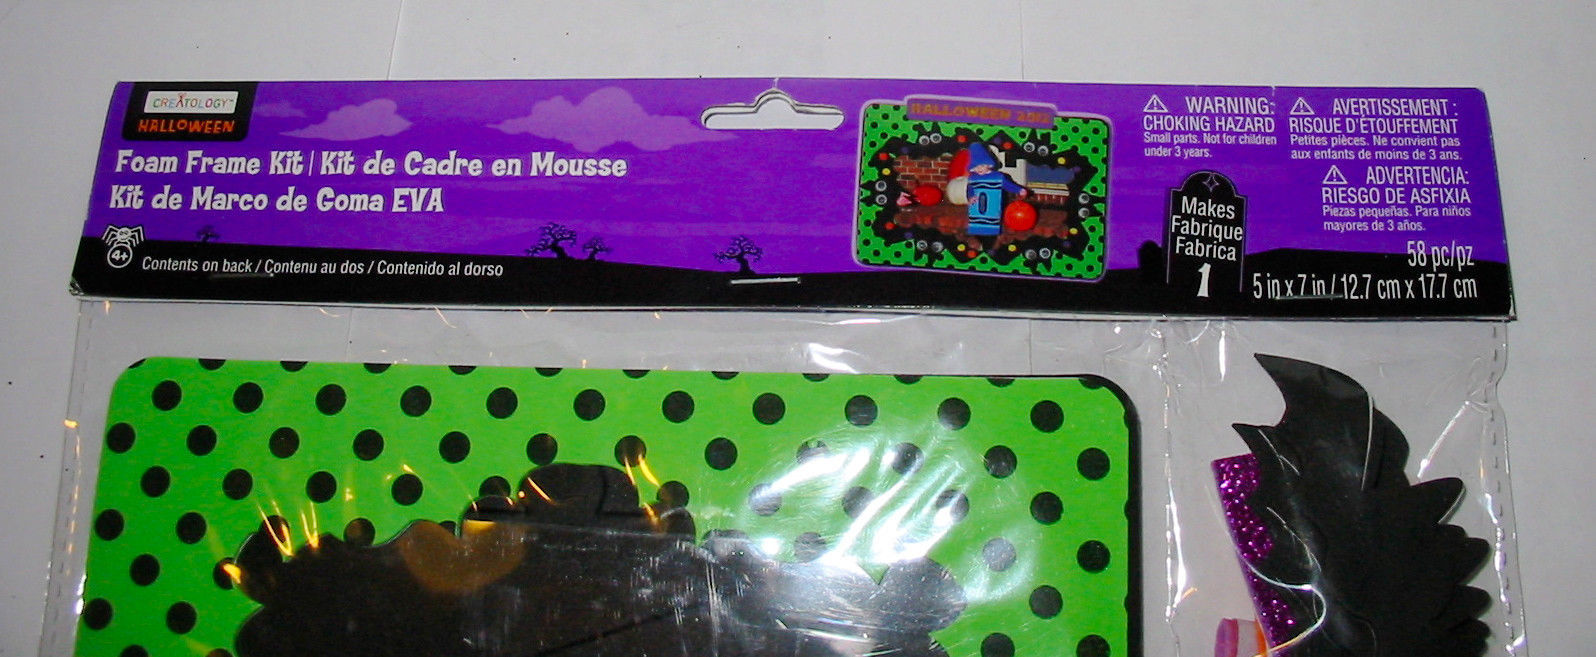 CREATOLOGY™
HALLOWEEN
Foam Frame Kit | Kit de Cadre en Mousse
Kit de Marco de Goma EVA
4+
Contents on back / Contenu au dos / Contenido al dorso
HALLOWEEN 2012
Makes
Fabrique
Fabrica
1
WARNING:
CHOKING HAZARD
Small parts. Not for children
under 3 years.
AVERTISSEMENT :
RISQUE D'ÉTOUFFEMENT
Petites pièces. Ne convient pas
aux enfants de moins de 3 ans.
ADVERTENCIA:
RIESGO DE ASFIXIA
Piezas pequeñas. Para niños
mayores de 3 años.
58 pc/pz
5 in x 7 in / 12.7 cm x 17.7 cm